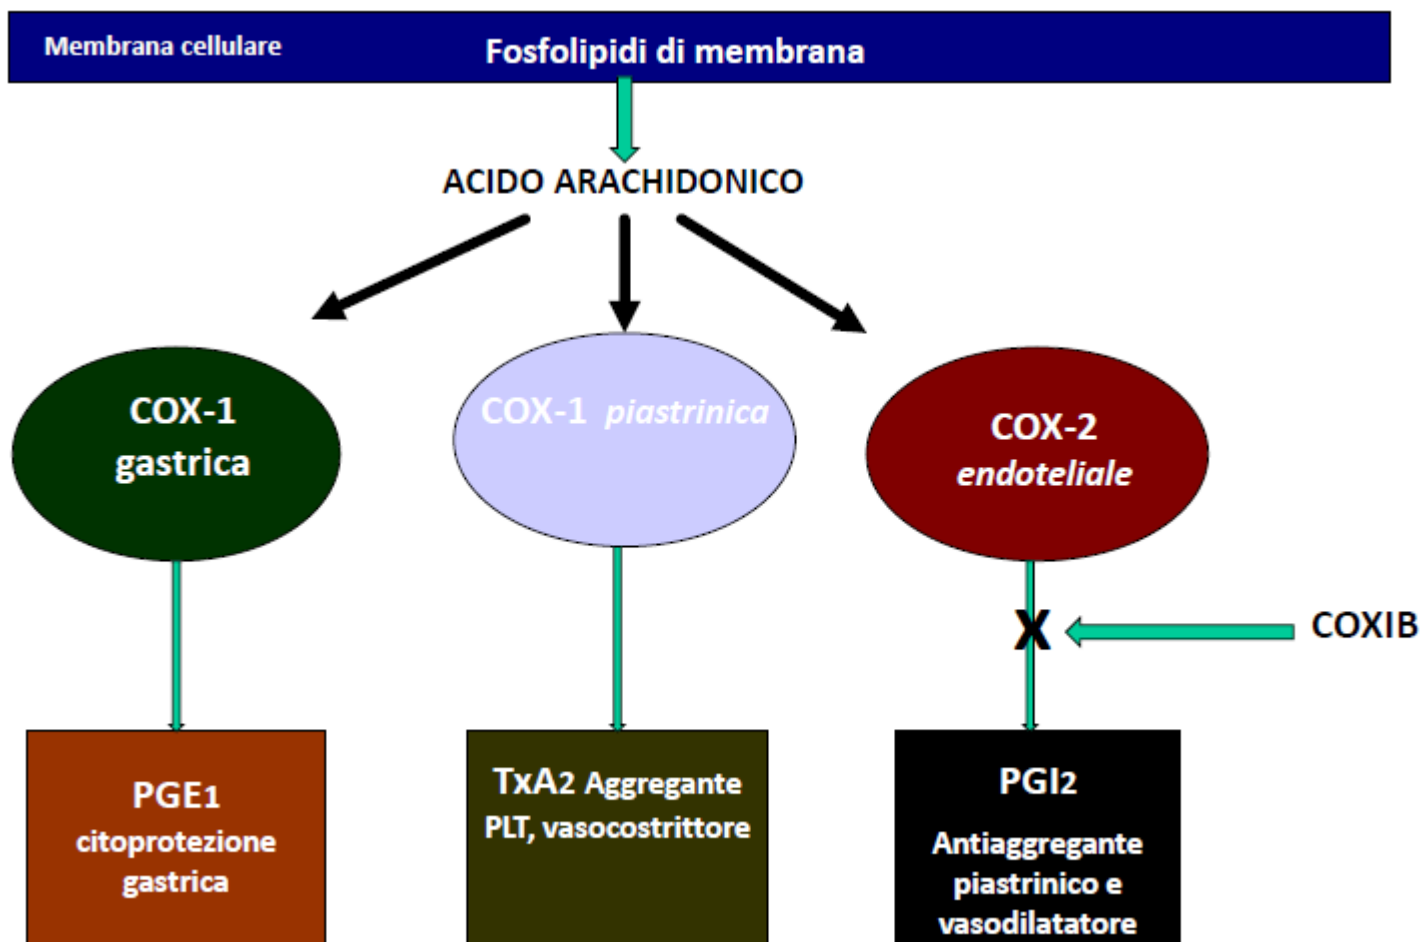 Membrana cellulare
Fosfolipidi di membrana
ACIDO ARACHIDONICO
COX-1
gastrica
COX-1 piastrinica
COX-2
endoteliale
X
COXIB
PGE1
citoprotezione
gastrica
TxA2 Aggregante
PLT, vasocostrittore
PGI2
Antiaggregante
piastrinico e
vasodilatatore